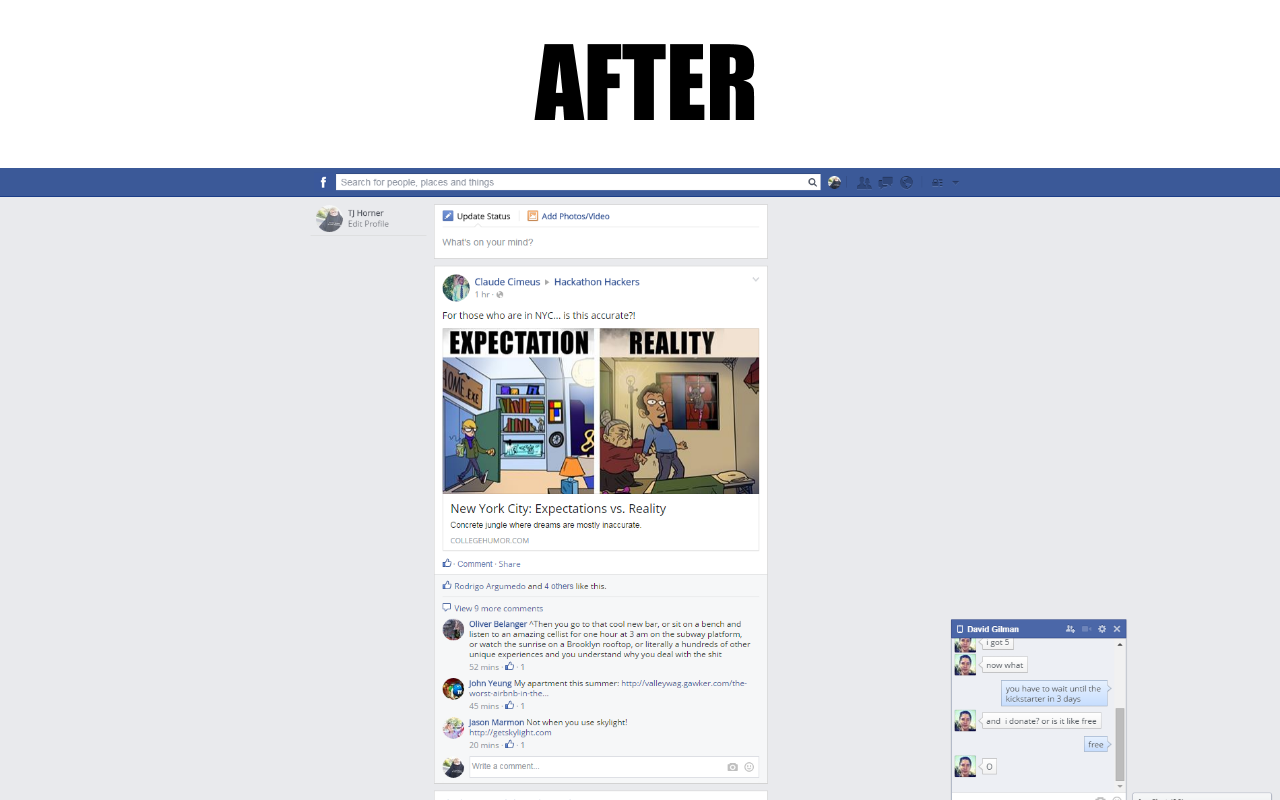 AFTER
f
Search for people, places and things
TJ Horner
Edit Profile
Update Status
Add Photos/Video
What's on your mind?
Claude Cimeus
Hackathon Hackers
1 hr ·
For those who are in NYC... is this accurate?!
EXPECTATION
REALITY
HOME.EXE
New York City: Expectations vs. Reality
Concrete jungle where dreams are mostly inaccurate.
COLLEGEHUMOR.COM
· Comment · Share
Rodrigo Argumedo and 4 others like this.
View 9 more comments
Oliver Belanger ^Then you go to that cool new bar, or sit on a bench and
listen to an amazing cellist for one hour at 3 am on the subway platform,
or watch the sunrise on a Brooklyn rooftop, or literally a hundreds of other
unique experiences and you understand why you deal with the shit
52 mins · 1
John Yeung My apartment this summer: http://valleywag.gawker.com/the-
worst-airbnb-in-the...
45 mins · 1
Jason Marmon Not when you use skylight!
http://getskylight.com
20 mins · 1
Write a comment...
David Gilman
i got 5
now what
you have to wait until the
kickstarter in 3 days
and i donate? or is it like free
free
O